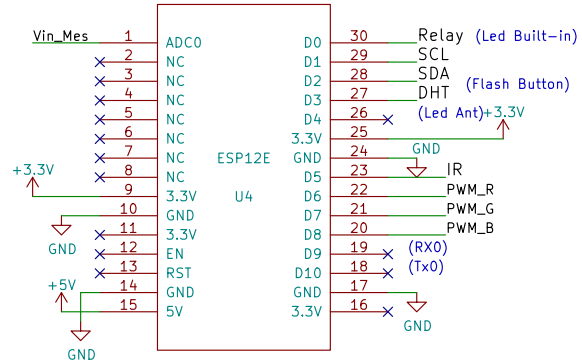 Vin_Mes 1 ADC0 D0 30 Relay (Led Built-in)
2 NC D1 29 SCL
3 NC D2 28 SDA (Flash Button)
4 NC D3 27 DHT
5 NC D4 26 (Led Ant) +3.3V
6 NC 3.3V 25
7 NC ESP12E GND 24 GND
8 NC D5 23 IR
+3.3V 9 3.3V U4 D6 22 PWM_R
10 GND D7 21 PWM_G
GND 11 3.3V D8 20 PWM_B
12 EN D9 19 (RX0)
13 RST D10 18 (Tx0)
+5V 14 GND GND 17
15 5V 3.3V 16 GND
GND